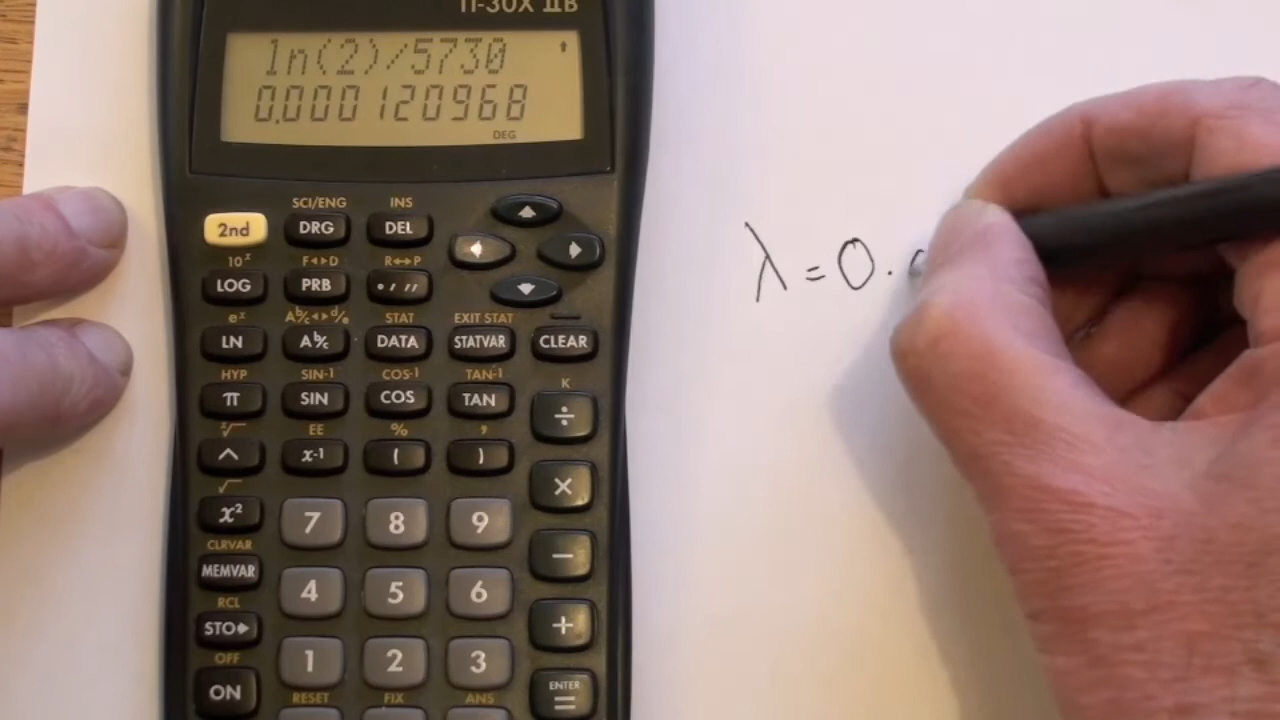 TI-30X IIB
ln(2)/5730
0.000120968
DEG
SCI/ENG INS
2nd DRG DEL
10ˣ F◄►D R↔P
LOG PRB ° ′ ″
eˣ Ab/c◄►d/e STAT EXIT STAT
LN Ab/c DATA STATVAR CLEAR
HYP SIN-1 COS-1 TAN-1 K
π SIN COS TAN ÷
ˣ√ EE % ,
^ x-1 ( ) ×
√
x² 7 8 9
CLRVAR
MEMVAR 4 5 6 −
RCL
STO► 1 2 3 +
OFF
ON ENTER =
RESET FIX ANS
λ=0.